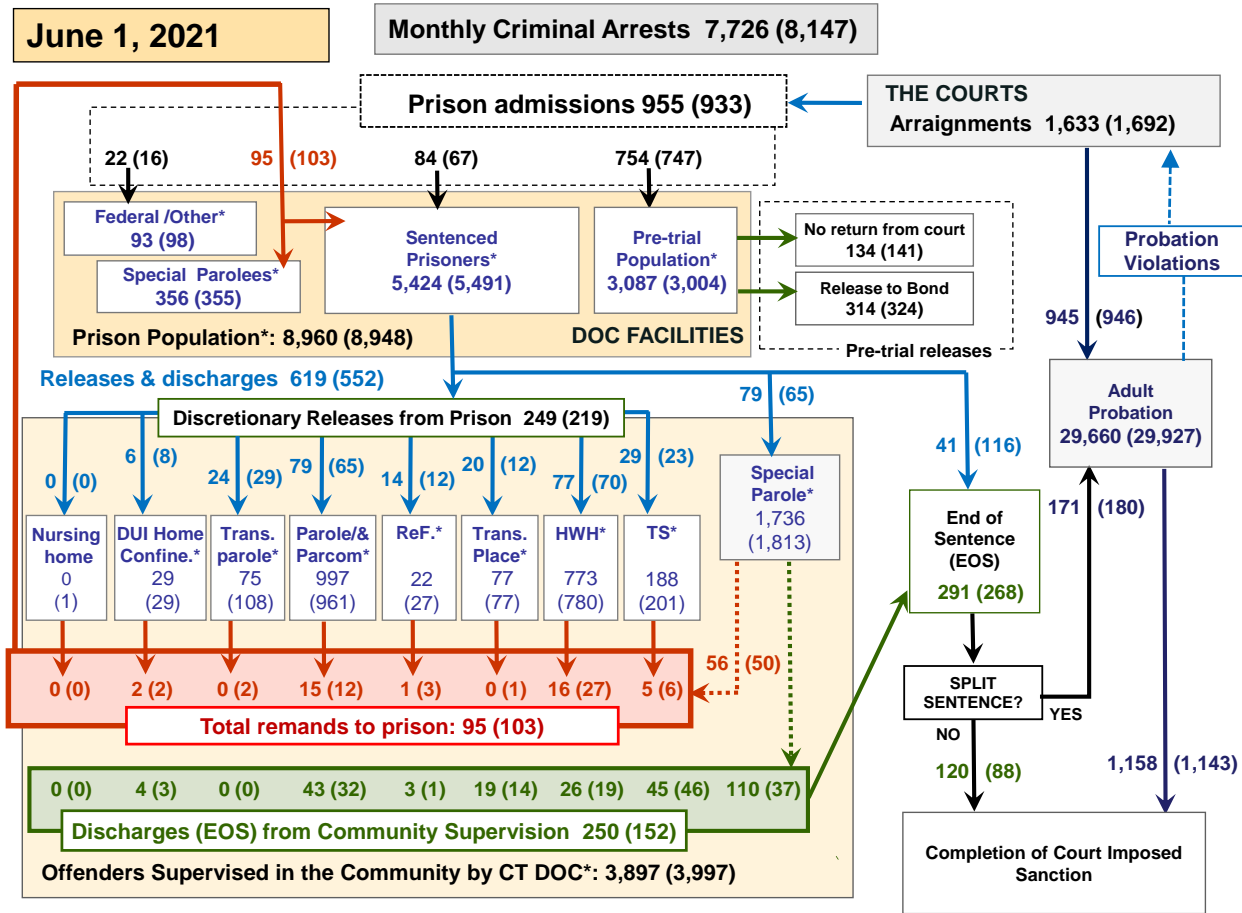 June 1, 2021
Monthly Criminal Arrests 7,726 (8,147)
Prison admissions 955 (933)
THE COURTS
Arraignments 1,633 (1,692)
22 (16)
95 (103)
84 (67)
754 (747)
Federal /Other*
93 (98)
Special Parolees*
356 (355)
Sentenced
Prisoners*
5,424 (5,491)
Pre-trial
Population*
3,087 (3,004)
No return from court
134 (141)
Release to Bond
314 (324)
Pre-trial releases
Probation
Violations
Prison Population*: 8,960 (8,948)
DOC FACILITIES
945 (946)
Releases & discharges 619 (552)
Discretionary Releases from Prison 249 (219)
79 (65)
41 (116)
Adult
Probation
29,660 (29,927)
0 (0)
6 (8)
24 (29)
79 (65)
14 (12)
20 (12)
77 (70)
29 (23)
Nursing
home
0
(1)
DUI Home
Confine.*
29
(29)
Trans.
parole*
75
(108)
Parole/&
Parcom*
997
(961)
ReF.*
22
(27)
Trans.
Place*
77
(77)
HWH*
773
(780)
TS*
188
(201)
Special
Parole*
1,736
(1,813)
End of
Sentence
(EOS)
291 (268)
171 (180)
56 (50)
0 (0)
2 (2)
0 (2)
15 (12)
1 (3)
0 (1)
16 (27)
5 (6)
Total remands to prison: 95 (103)
SPLIT
SENTENCE?
YES
NO
120 (88)
1,158 (1,143)
0 (0)
4 (3)
0 (0)
43 (32)
3 (1)
19 (14)
26 (19)
45 (46)
110 (37)
Discharges (EOS) from Community Supervision 250 (152)
Offenders Supervised in the Community by CT DOC*: 3,897 (3,997)
Completion of Court Imposed
Sanction